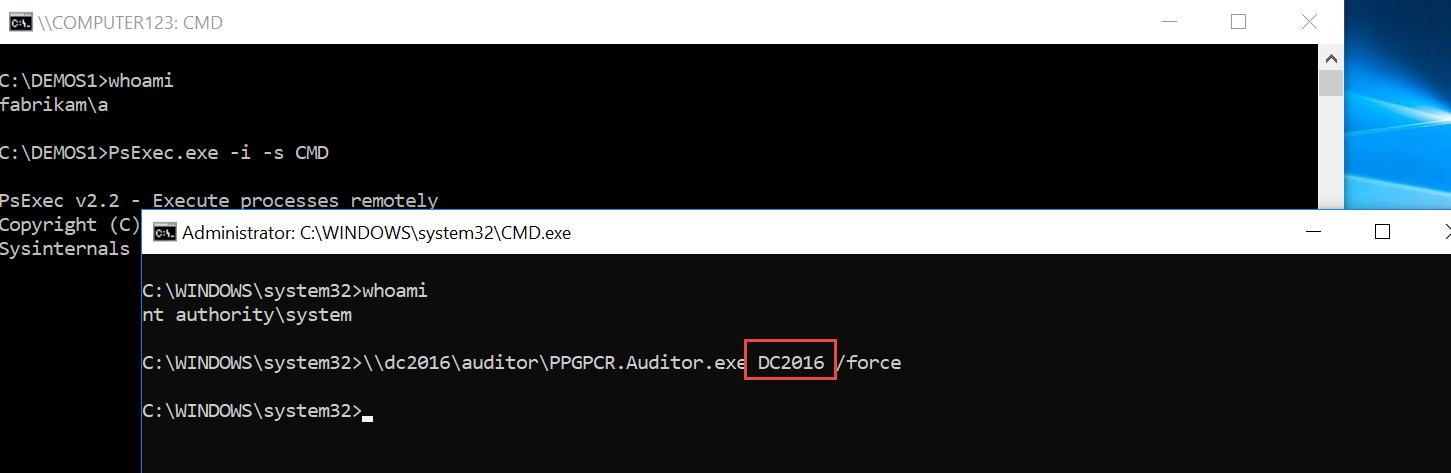 \\COMPUTER123: CMD
C:\DEMOS1>whoami
fabrikam\a
C:\DEMOS1>PsExec.exe -i -s CMD
PsExec v2.2 - Execute processes remotely
Copyright (C)
Sysinternals
Administrator: C:\WINDOWS\system32\CMD.exe
C:\WINDOWS\system32>whoami
nt authority\system
C:\WINDOWS\system32>\\dc2016\auditor\PPGPCR.Auditor.exe DC2016 /force
C:\WINDOWS\system32>